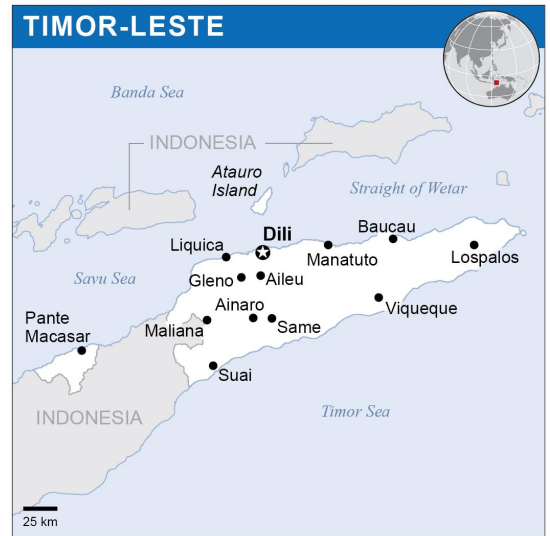 TIMOR-LESTE
Banda Sea
INDONESIA
Atauro
Island
Straight of Wetar
Dili
Baucau
Liquica
Manatuto
Lospalos
Savu Sea
Gleno
Aileu
Ainaro
Viqueque
Pante
Macasar
Maliana
Same
Suai
INDONESIA
Timor Sea
25 km